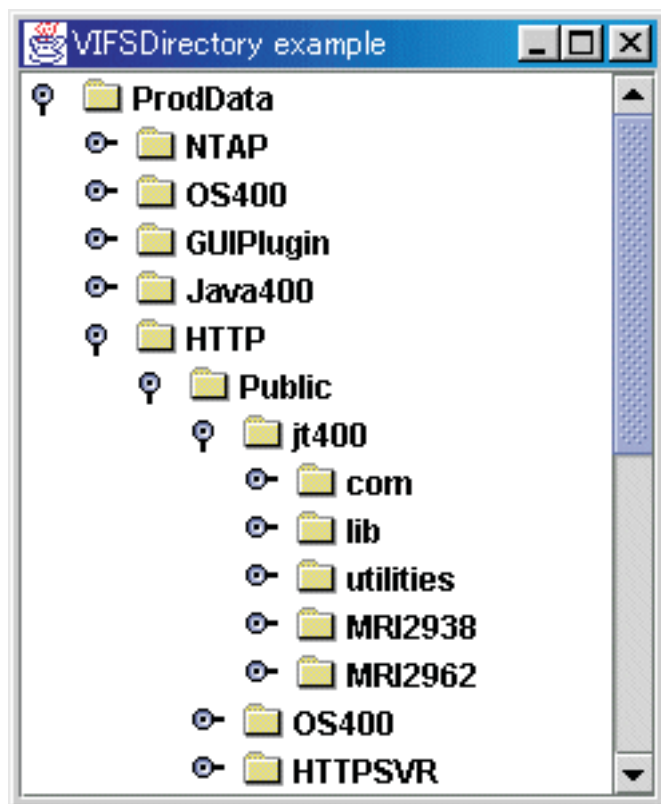 VIFSDirectory example
ProdData
NTAP
OS400
GUIPlugin
Java400
HTTP
Public
jt400
com
lib
utilities
MRI2938
MRI2962
OS400
HTTPSVR